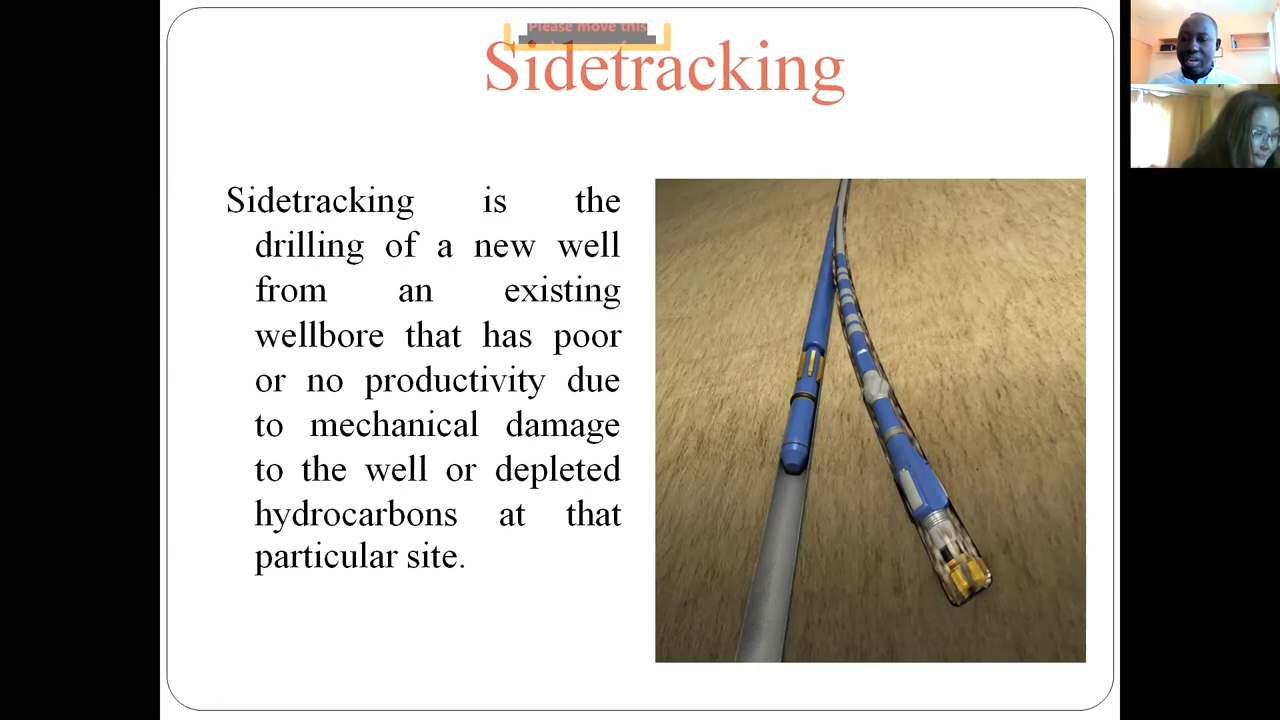 Please move this
Sidetracking
Sidetracking is the
drilling of a new well
from an existing
wellbore that has poor
or no productivity due
to mechanical damage
to the well or depleted
hydrocarbons at that
particular site.